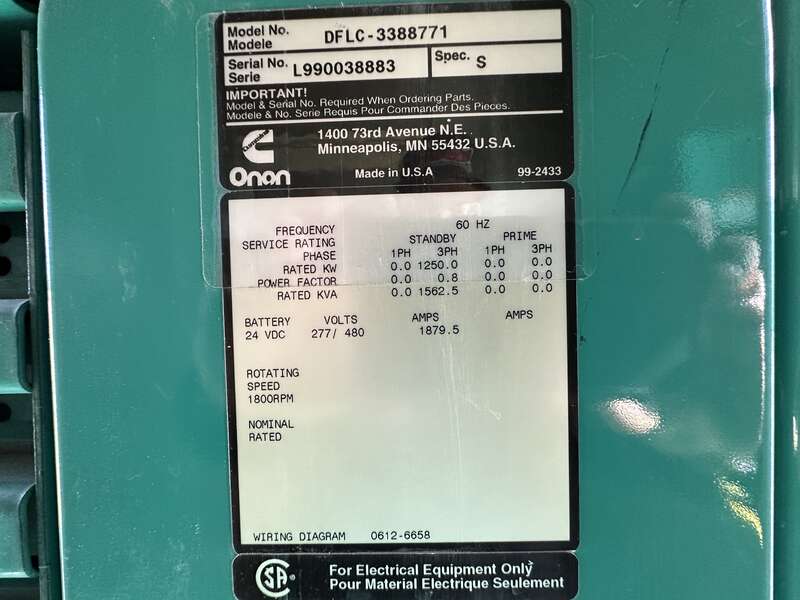 Model No. DFLC-3388771
Modele
Serial No. L990038883 Spec. S
Serie
IMPORTANT!
Model & Serial No. Required When Ordering Parts.
Modele & No. Serie Requis Pour Commander Des Pieces.
Cummins
Onan
1400 73rd Avenue N.E.
Minneapolis, MN 55432 U.S.A.
Made in U.S.A 99-2433
FREQUENCY 60 HZ
SERVICE RATING STANDBY PRIME
PHASE 1PH 3PH 1PH 3PH
RATED KW 0.0 1250.0 0.0 0.0
POWER FACTOR 0.0 0.8 0.0 0.0
RATED KVA 0.0 1562.5 0.0 0.0
BATTERY VOLTS AMPS AMPS
24 VDC 277/ 480 1879.5
ROTATING
SPEED
1800RPM
NOMINAL
RATED
WIRING DIAGRAM 0612-6658
SA ® For Electrical Equipment Only
Pour Material Electrique Seulement